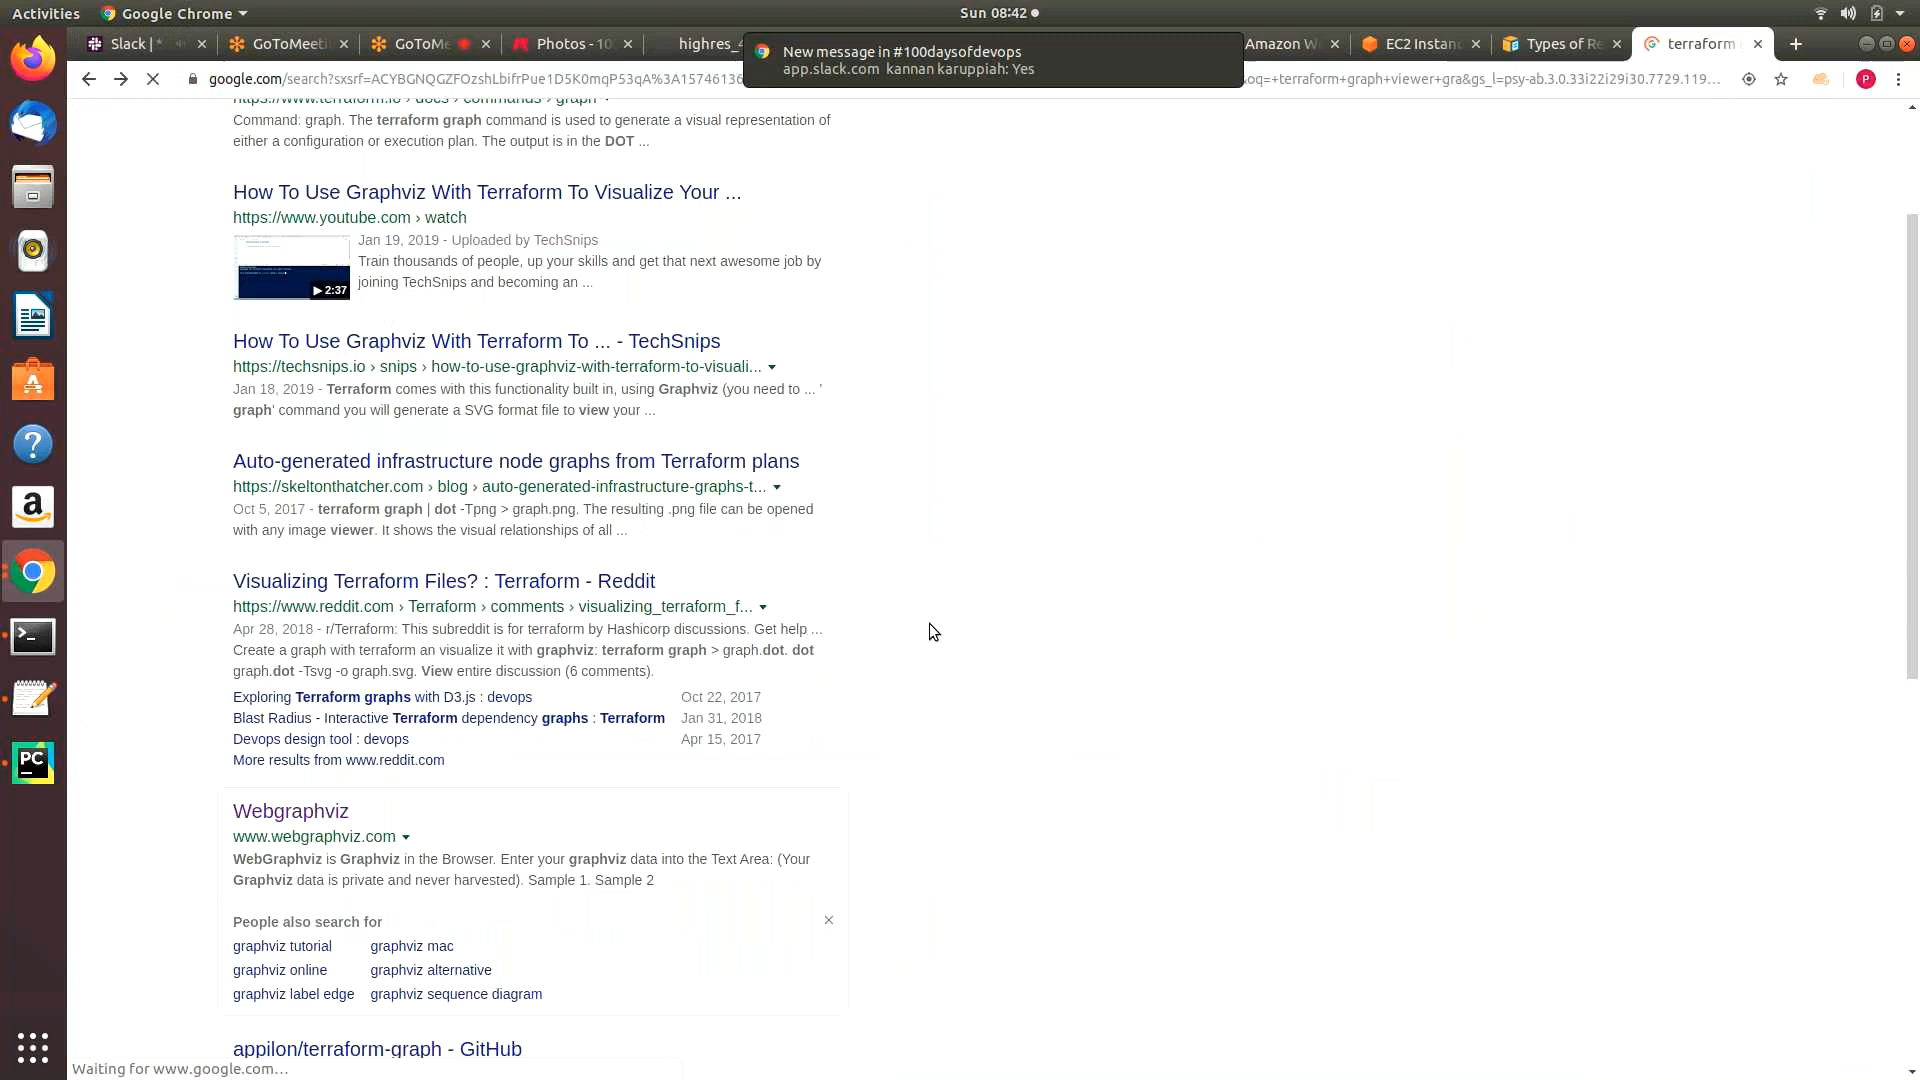 Activities
Google Chrome
Sun 08:42
Slack | *
GoToMeeti
GoToMe
Photos - 10
highres_4
New message in #100daysofdevops
app.slack.com kannan karuppiah: Yes
Amazon W
EC2 Instan
Types of Re
terraform
google.com/search?sxsrf=ACYBGNQGZFOzshLbifrPue1D5K0mqP53qA%3A15746136
oq=+terraform+graph+viewer+gra&gs_l=psy-ab.3.0.33i22i29i30.7729.119...
P
https://www.terraform.io › docs › commands › graph
Command: graph. The terraform graph command is used to generate a visual representation of
either a configuration or execution plan. The output is in the DOT ...
How To Use Graphviz With Terraform To Visualize Your ...
https://www.youtube.com › watch
Jan 19, 2019 - Uploaded by TechSnips
Train thousands of people, up your skills and get that next awesome job by
joining TechSnips and becoming an ...
2:37
How To Use Graphviz With Terraform To ... - TechSnips
https://techsnips.io › snips › how-to-use-graphviz-with-terraform-to-visuali...
Jan 18, 2019 - Terraform comes with this functionality built in, using Graphviz (you need to ... '
graph' command you will generate a SVG format file to view your ...
Auto-generated infrastructure node graphs from Terraform plans
https://skeltonthatcher.com › blog › auto-generated-infrastructure-graphs-t...
Oct 5, 2017 - terraform graph | dot -Tpng > graph.png. The resulting .png file can be opened
with any image viewer. It shows the visual relationships of all ...
Visualizing Terraform Files? : Terraform - Reddit
https://www.reddit.com › Terraform › comments › visualizing_terraform_f...
Apr 28, 2018 - r/Terraform: This subreddit is for terraform by Hashicorp discussions. Get help ...
Create a graph with terraform an visualize it with graphviz: terraform graph > graph.dot. dot
graph.dot -Tsvg -o graph.svg. View entire discussion (6 comments).
Exploring Terraform graphs with D3.js : devops Oct 22, 2017
Blast Radius - Interactive Terraform dependency graphs : Terraform Jan 31, 2018
Devops design tool : devops Apr 15, 2017
More results from www.reddit.com
Webgraphviz
www.webgraphviz.com
WebGraphviz is Graphviz in the Browser. Enter your graphviz data into the Text Area: (Your
Graphviz data is private and never harvested). Sample 1. Sample 2
People also search for
graphviz tutorial graphviz mac
graphviz online graphviz alternative
graphviz label edge graphviz sequence diagram
appilon/terraform-graph - GitHub
Waiting for www.google.com...
PC